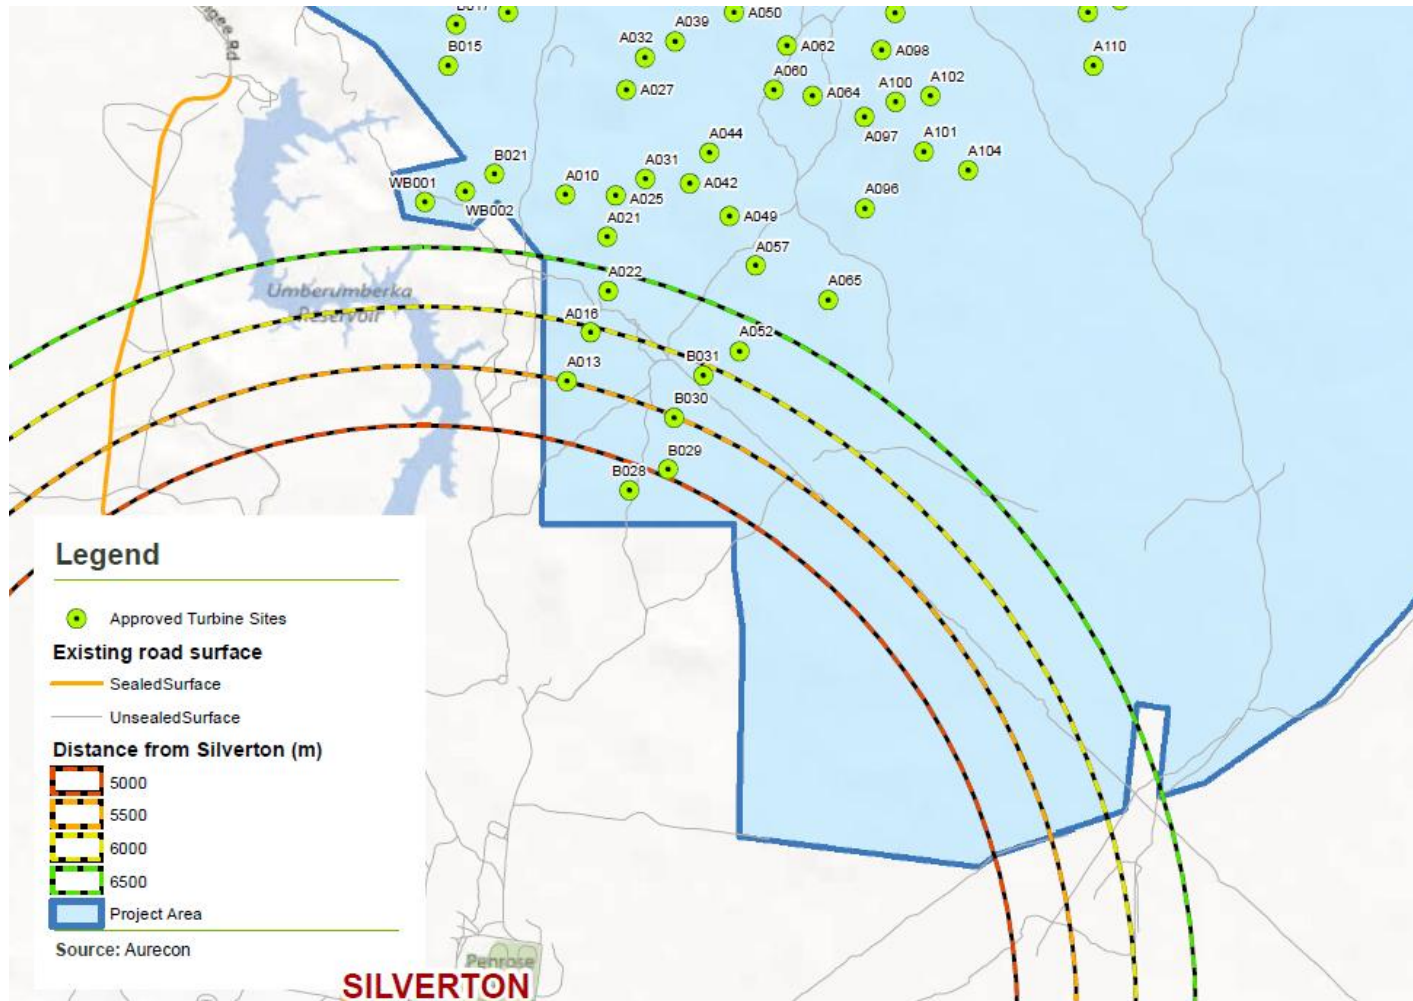 ngee Rd
B017
A050
A039
A032
A062
A098
B015
A110
A060
A027
A064
A100
A102
A097
A101
A044
A104
B021
A031
WB001
A010
A042
A025
A096
WB002
A021
A049
A057
A022
Umberumberka
Reservoir
A065
A016
A052
B031
A013
B030
B029
B028
Legend
Approved Turbine Sites
Existing road surface
SealedSurface
UnsealedSurface
Distance from Silverton (m)
5000
5500
6000
6500
Project Area
Source: Aurecon
Penrose
SILVERTON